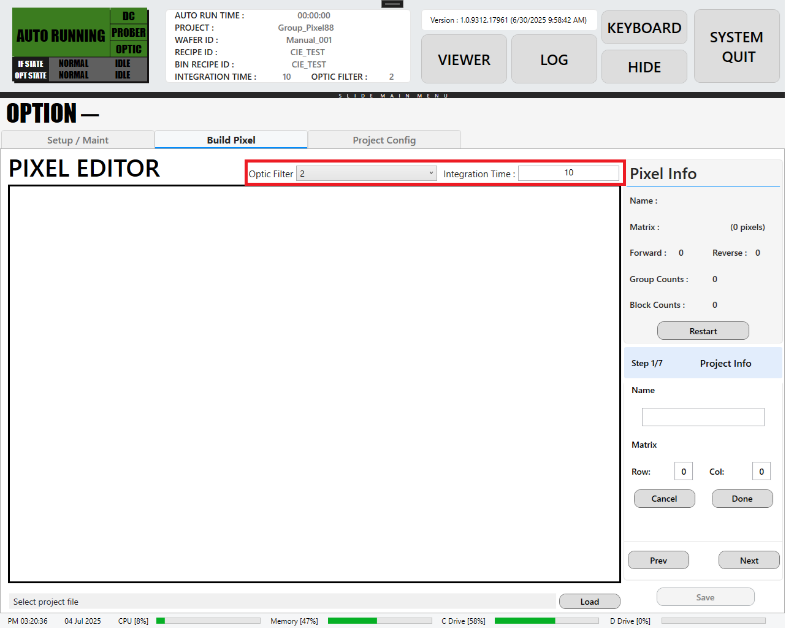 AUTO RUNNING
DC
PROBER
OPTIC
IF STATE NORMAL IDLE
OPT STATE NORMAL IDLE
AUTO RUN TIME : 00:00:00
PROJECT : Group_Pixel88
WAFER ID : Manual_001
RECIPE ID : CIE_TEST
BIN RECIPE ID : CIE_TEST
INTEGRATION TIME : 10 OPTIC FILTER : 2
Version : 1.0.9312.17961 (6/30/2025 9:58:42 AM)
VIEWER
LOG
KEYBOARD
HIDE
SYSTEM
QUIT
SLIDE MAIN MENU
OPTION —
Setup / Maint
Build Pixel
Project Config
PIXEL EDITOR
Optic Filter 2
Integration Time : 10
Pixel Info
Name :
Matrix : (0 pixels)
Forward : 0 Reverse : 0
Group Counts : 0
Block Counts : 0
Restart
Step 1/7 Project Info
Name
Matrix
Row: 0 Col: 0
Cancel Done
Prev Next
Save
Select project file
Load
PM 03:20:36 04 Jul 2025 CPU [8%] Memory [47%] C Drive [58%] D Drive [0%]